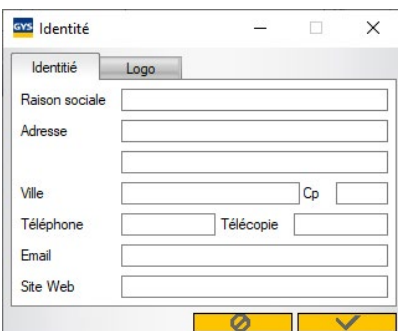 GYS Identité
Identitié Logo
Raison sociale
Adresse
Ville Cp
Téléphone Télécopie
Email
Site Web